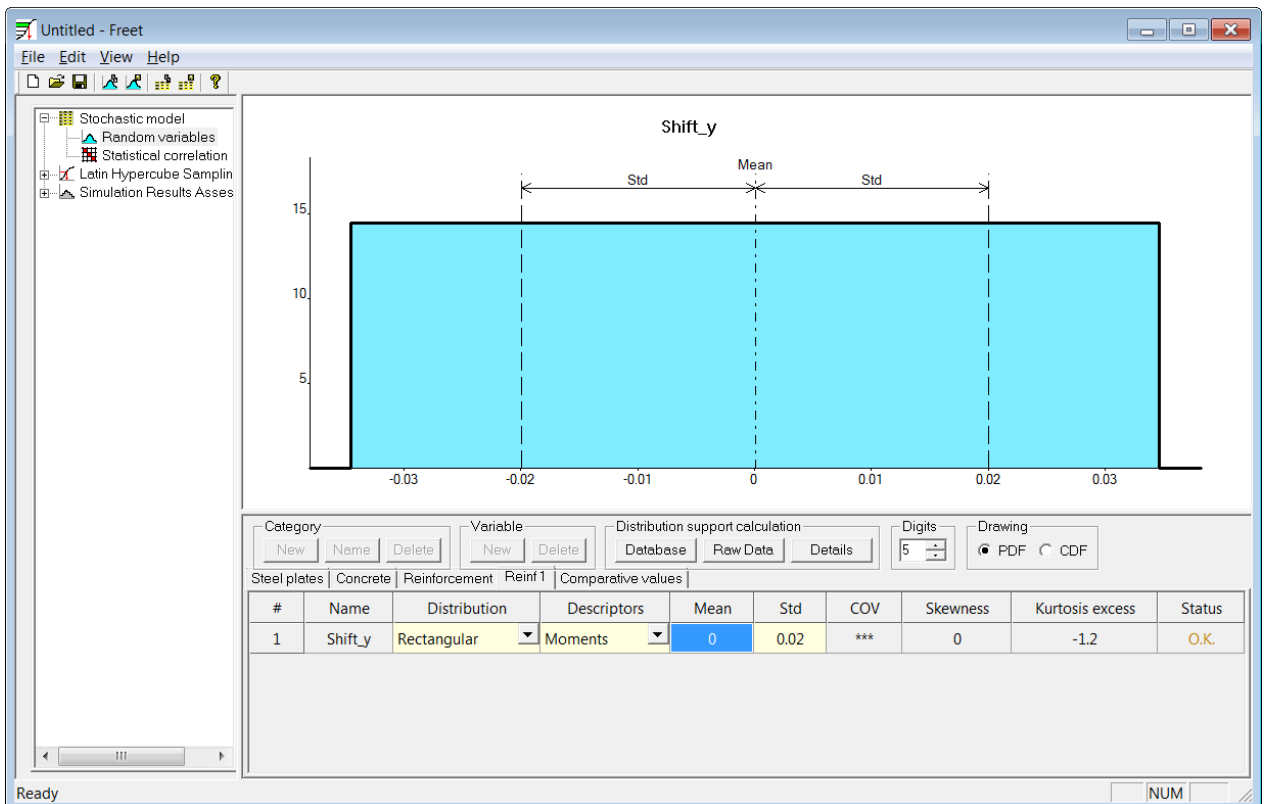 Untitled - Freet
File Edit View Help
Stochastic model
Random variables
Statistical correlation
Latin Hypercube Samplin
Simulation Results Asses
Shift_y
Mean
Std Std
15
10
5
-0.03 -0.02 -0.01 0 0.01 0.02 0.03
Category Variable Distribution support calculation Digits Drawing
New Name Delete New Delete Database Raw Data Details 5 PDF CDF
Steel plates Concrete Reinforcement Reinf1 Comparative values
# Name Distribution Descriptors Mean Std COV Skewness Kurtosis excess Status
1 Shift_y Rectangular Moments 0 0.02 *** 0 -1.2 O.K.
Ready NUM